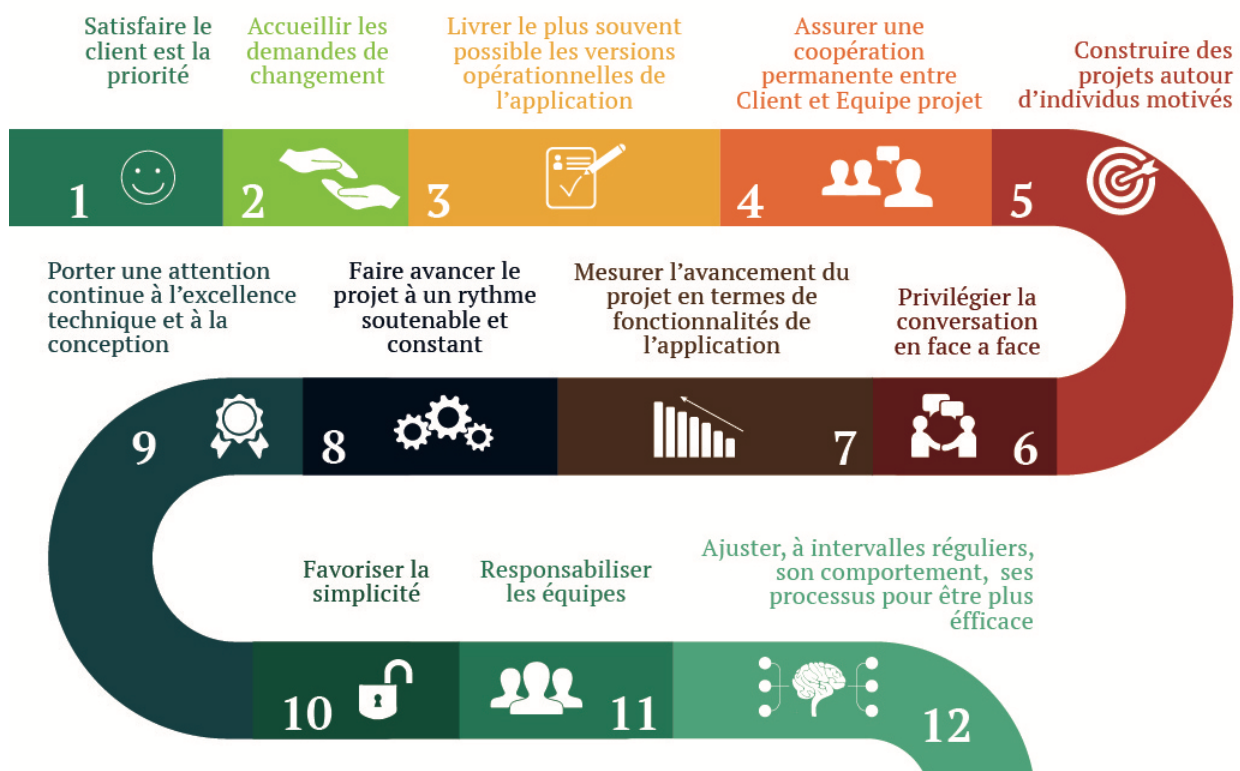 Satisfaire le
client est la
priorité
1
Accueillir les
demandes de
changement
2
Livrer le plus souvent
possible les versions
opérationnelles de
l'application
3
Assurer une
coopération
permanente entre
Client et Equipe projet
4
Construire des
projets autour
d'individus motivés
5
Privilégier la
conversation
en face a face
6
Mesurer l'avancement du
projet en termes de
fonctionnalités de
l'application
7
Faire avancer le
projet à un rythme
soutenable et
constant
8
Porter une attention
continue à l'excellence
technique et à la
conception
9
Favoriser la
simplicité
10
Responsabiliser
les équipes
11
Ajuster, à intervalles réguliers,
son comportement, ses
processus pour être plus
éfficace
12